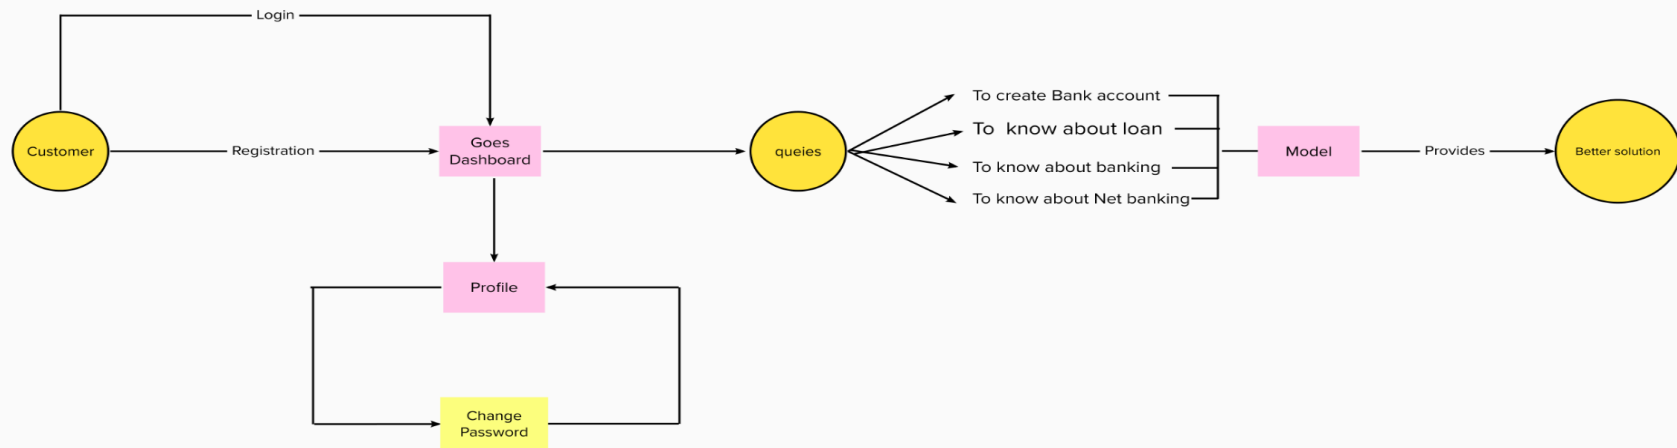 Login
Customer
Registration
Goes
Dashboard
queies
To create Bank account
To know about loan
To know about banking
To know about Net banking
Model
Provides
Better solution
Profile
Change
Password